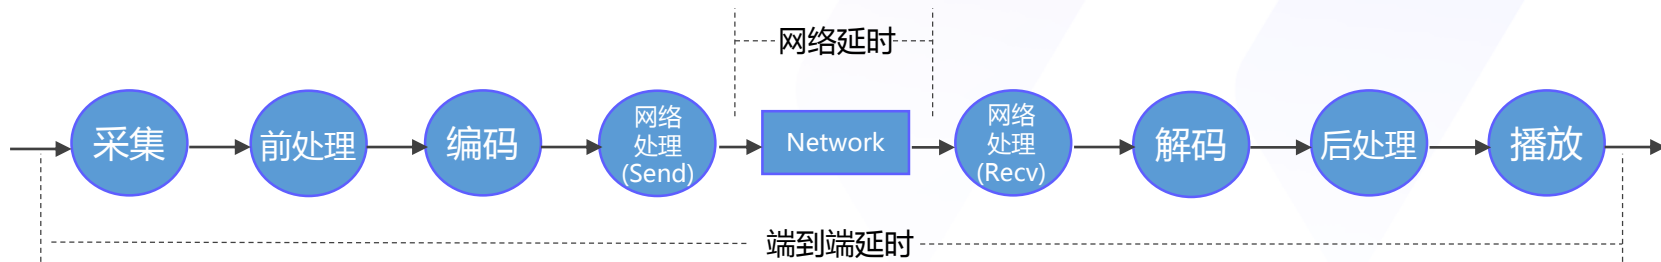 网络延时
采集
前处理
编码
网络
处理
(Send)
Network
网络
处理
(Recv)
解码
后处理
播放
端到端延时